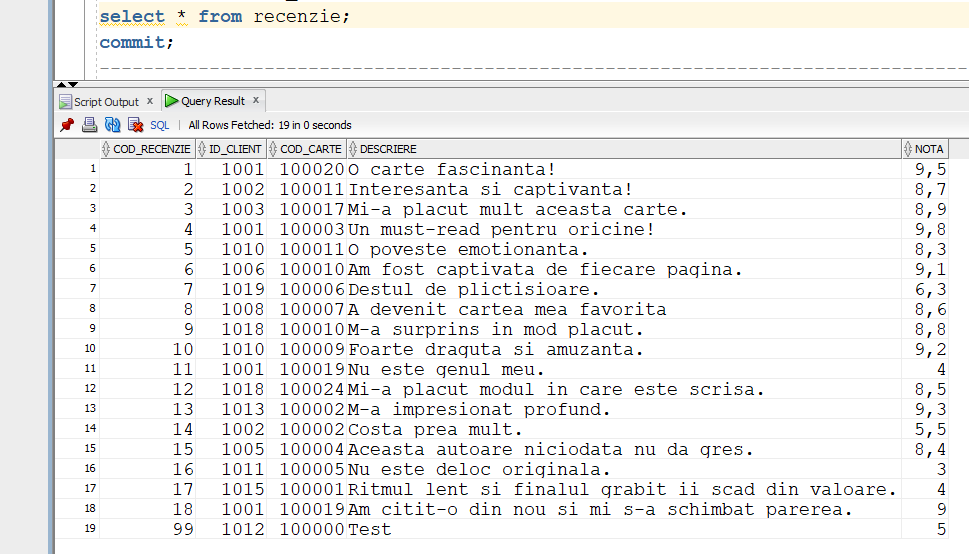 select * from recenzie;
commit;
Script Output x Query Result x
SQL | All Rows Fetched: 19 in 0 seconds
COD_RECENZIE ID_CLIENT COD_CARTE DESCRIERE NOTA
1 1 1001 100020 O carte fascinanta! 9,5
2 2 1002 100011 Interesanta si captivanta! 8,7
3 3 1003 100017 Mi-a placut mult aceasta carte. 8,9
4 4 1001 100003 Un must-read pentru oricine! 9,8
5 5 1010 100011 O poveste emotionanta. 8,3
6 6 1006 100010 Am fost captivata de fiecare pagina. 9,1
7 7 1019 100006 Destul de plictisioare. 6,3
8 8 1008 100007 A devenit cartea mea favorita 8,6
9 9 1018 100010 M-a surprins in mod placut. 8,8
10 10 1010 100009 Foarte draguta si amuzanta. 9,2
11 11 1001 100019 Nu este genul meu. 4
12 12 1018 100024 Mi-a placut modul in care este scrisa. 8,5
13 13 1013 100002 M-a impresionat profund. 9,3
14 14 1002 100002 Costa prea mult. 5,5
15 15 1005 100004 Aceasta autoare niciodata nu da gres. 8,4
16 16 1011 100005 Nu este deloc originala. 3
17 17 1015 100001 Ritmul lent si finalul grabit ii scad din valoare. 4
18 18 1001 100019 Am citit-o din nou si mi s-a schimbat parerea. 9
19 99 1012 100000 Test 5